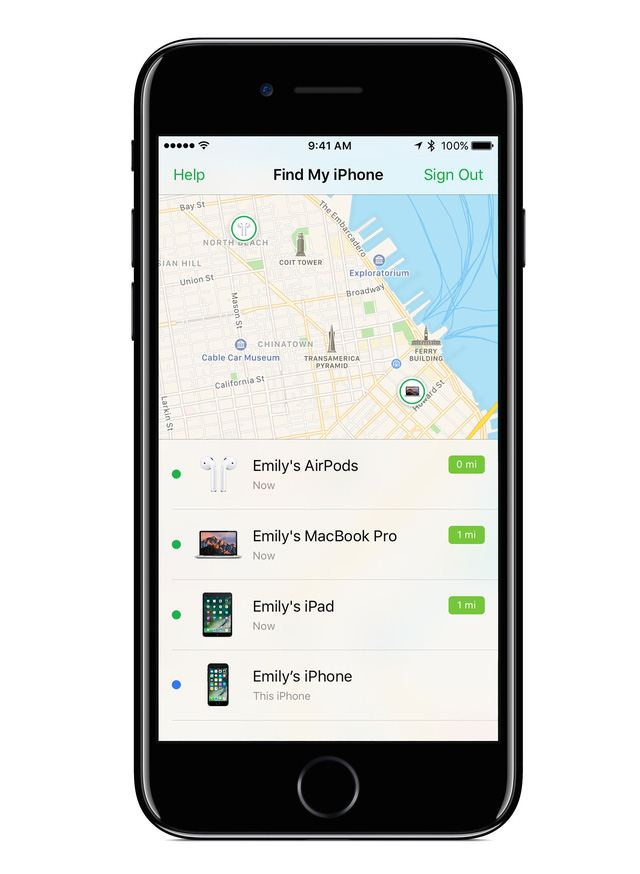 9:41 AM
100%
Help
Find My iPhone
Sign Out
Bay St
The Embarcadero
NORTH BEACH
COIT TOWER
SIAN HILL
Exploratorium
Union St
Broadway
Mason St
CHINATOWN
Cable Car Museum
TRANSAMERICA
PYRAMID
FERRY
BUILDING
California St
Howard St
Larkin St
Emily's AirPods
0 mi
Now
Emily's MacBook Pro
1 mi
Now
Emily's iPad
1 mi
Now
Emily’s iPhone
This iPhone